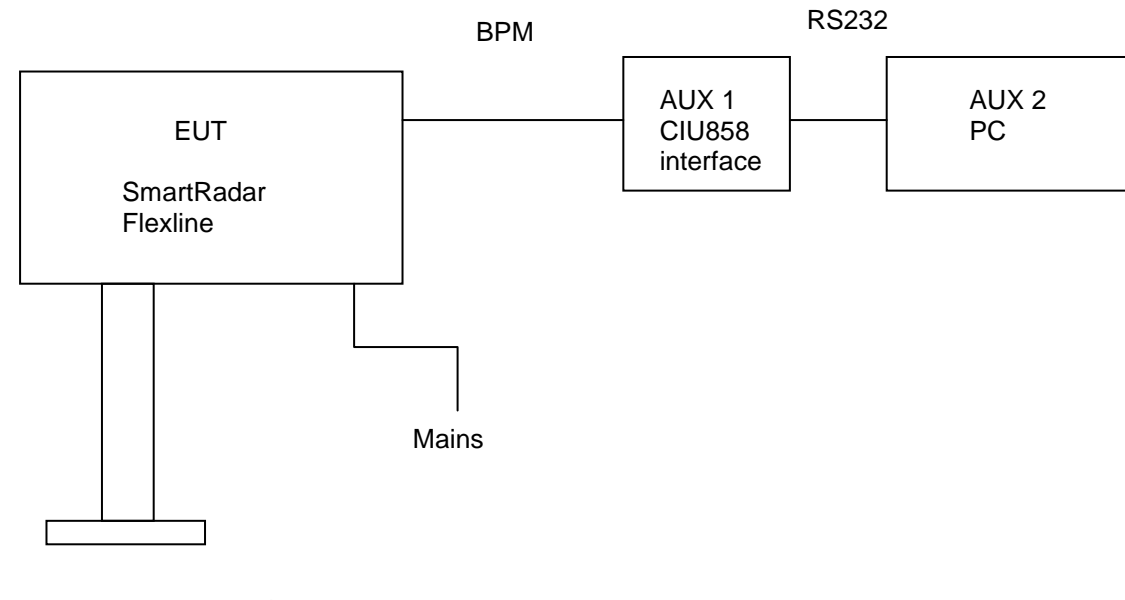 BPM
RS232
EUT
SmartRadar
Flexline
AUX 1
CIU858
interface
AUX 2
PC
Mains